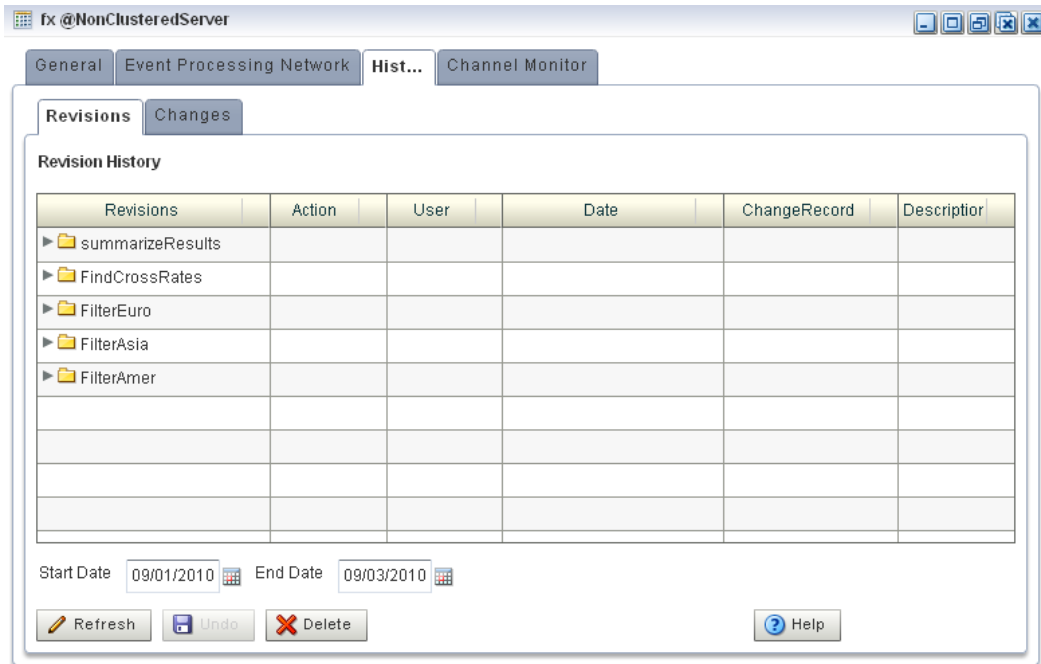 fx @NonClusteredServer
General Event Processing Network Hist... Channel Monitor
Revisions Changes
Revision History
Revisions Action User Date ChangeRecord Descriptior
summarizeResults
FindCrossRates
FilterEuro
FilterAsia
FilterAmer
Start Date 09/01/2010 End Date 09/03/2010
Refresh Undo Delete Help